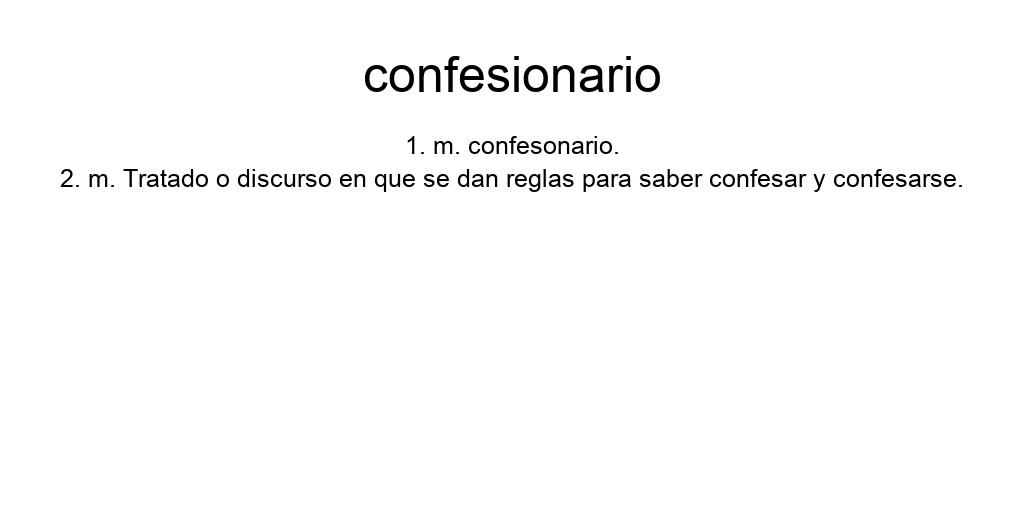 confesionario
1. m. confesonario.
2. m. Tratado o discurso en que se dan reglas para saber confesar y confesarse.